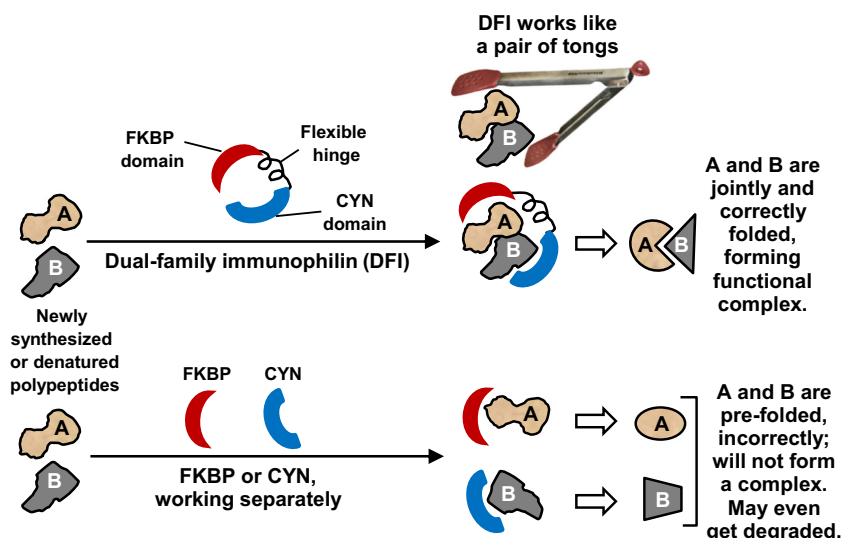 DFI works like
a pair of tongs
FKBP
domain
Flexible
hinge
CYN
domain
A
B
Dual-family immunophilin (DFI)
A
B
A
B
A
B
A and B are
jointly and
correctly
folded,
forming
functional
complex.
Newly
synthesized
or denatured
polypeptides
FKBP
CYN
A
B
FKBP or CYN,
working separately
A
A
B
B
A and B are
pre-folded,
incorrectly;
will not form
a complex.
May even
get degraded.